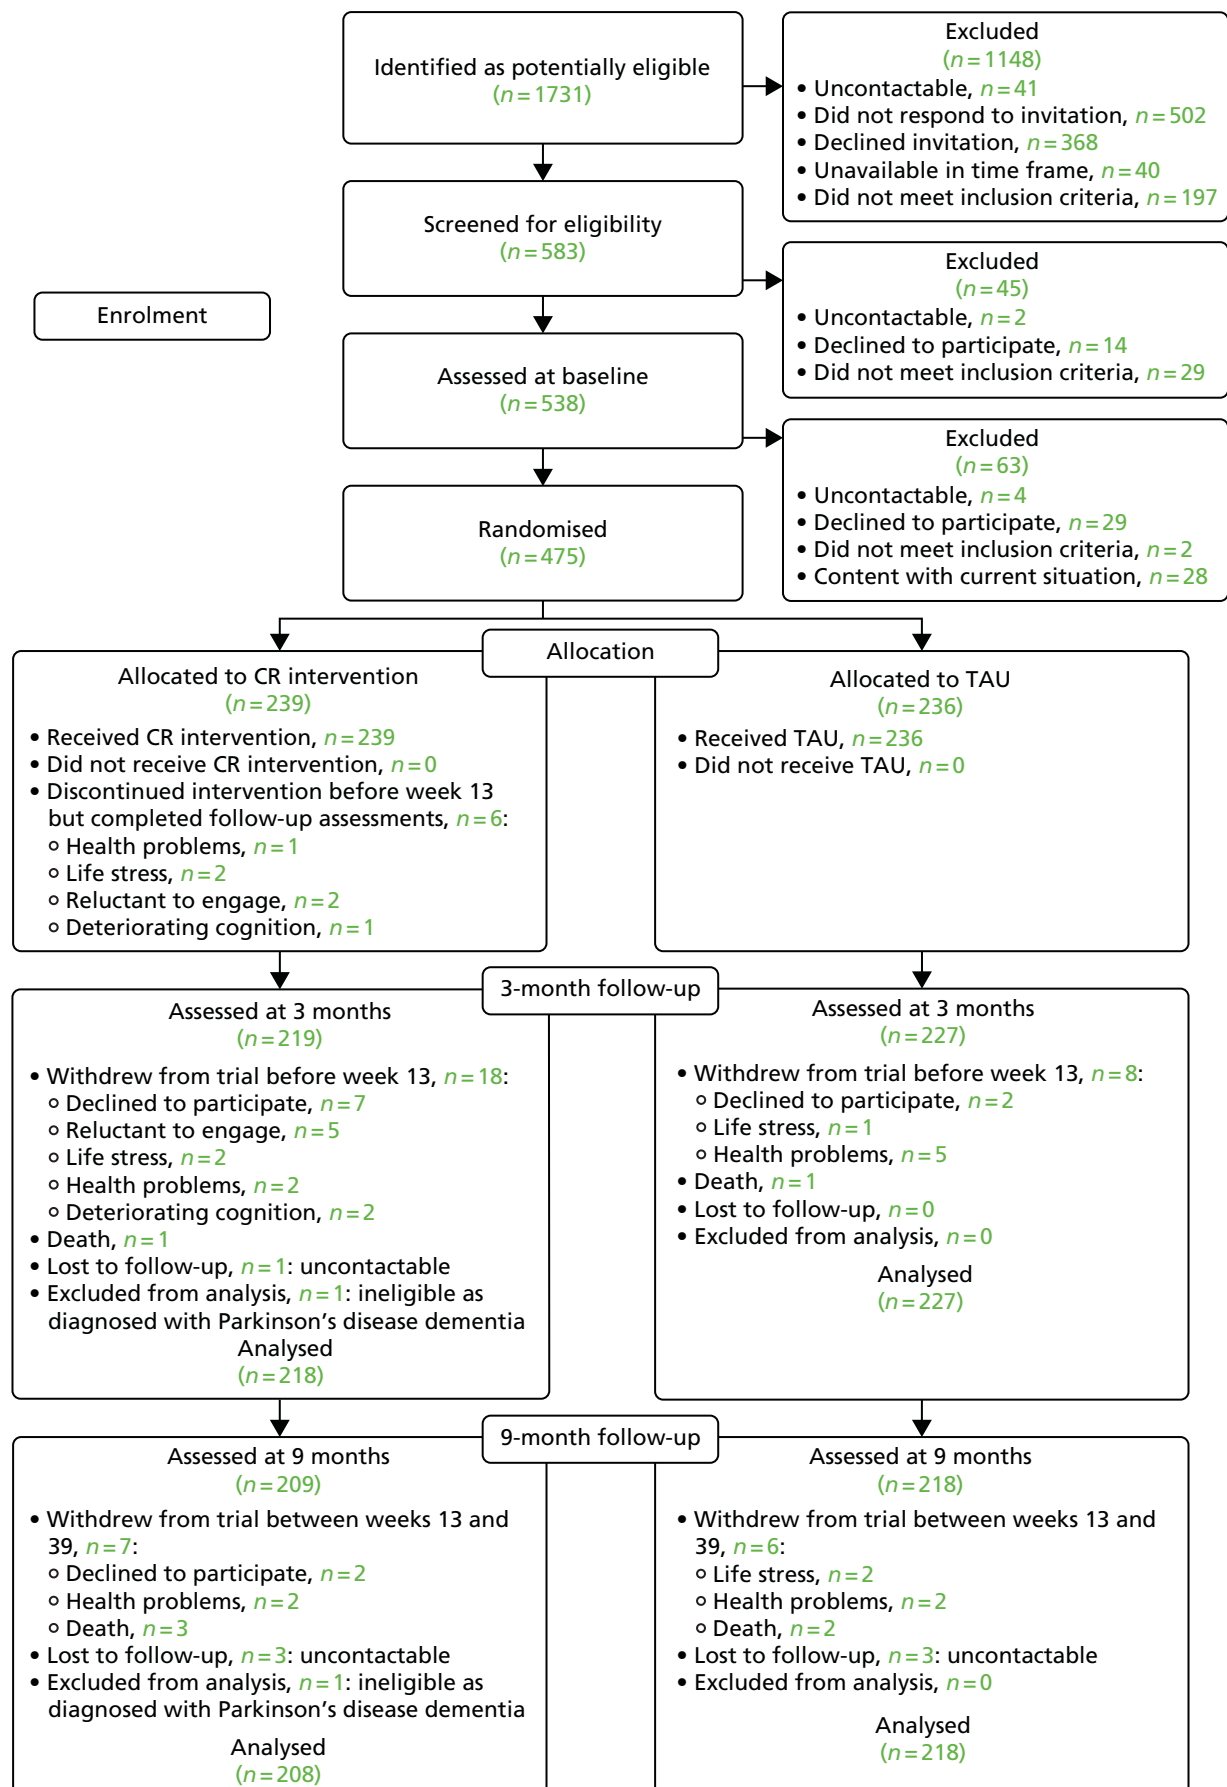 Identified as potentially eligible
(n=1731)
Excluded
(n=1148)
• Uncontactable, n=41
• Did not respond to invitation, n=502
• Declined invitation, n=368
• Unavailable in time frame, n=40
• Did not meet inclusion criteria, n=197
Screened for eligibility
(n=583)
Excluded
(n=45)
• Uncontactable, n=2
• Declined to participate, n=14
• Did not meet inclusion criteria, n=29
Enrolment
Assessed at baseline
(n=538)
Excluded
(n=63)
• Uncontactable, n=4
• Declined to participate, n=29
• Did not meet inclusion criteria, n=2
• Content with current situation, n=28
Randomised
(n=475)
Allocation
Allocated to CR intervention
(n=239)
• Received CR intervention, n=239
• Did not receive CR intervention, n=0
• Discontinued intervention before week 13
but completed follow-up assessments, n=6:
○ Health problems, n=1
○ Life stress, n=2
○ Reluctant to engage, n=2
○ Deteriorating cognition, n=1
Allocated to TAU
(n=236)
• Received TAU, n=236
• Did not receive TAU, n=0
3-month follow-up
Assessed at 3 months
(n=219)
• Withdrew from trial before week 13, n=18:
○ Declined to participate, n=7
○ Reluctant to engage, n=5
○ Life stress, n=2
○ Health problems, n=2
○ Deteriorating cognition, n=2
• Death, n=1
• Lost to follow-up, n=1: uncontactable
• Excluded from analysis, n=1: ineligible as
diagnosed with Parkinson's disease dementia
Analysed
(n=218)
Assessed at 3 months
(n=227)
• Withdrew from trial before week 13, n=8:
○ Declined to participate, n=2
○ Life stress, n=1
○ Health problems, n=5
• Death, n=1
• Lost to follow-up, n=0
• Excluded from analysis, n=0
Analysed
(n=227)
9-month follow-up
Assessed at 9 months
(n=209)
• Withdrew from trial between weeks 13 and
39, n=7:
○ Declined to participate, n=2
○ Health problems, n=2
○ Death, n=3
• Lost to follow-up, n=3: uncontactable
• Excluded from analysis, n=1: ineligible as
diagnosed with Parkinson's disease dementia
Analysed
(n=208)
Assessed at 9 months
(n=218)
• Withdrew from trial between weeks 13 and
39, n=6:
○ Life stress, n=2
○ Health problems, n=2
○ Death, n=2
• Lost to follow-up, n=3: uncontactable
• Excluded from analysis, n=0
Analysed
(n=218)